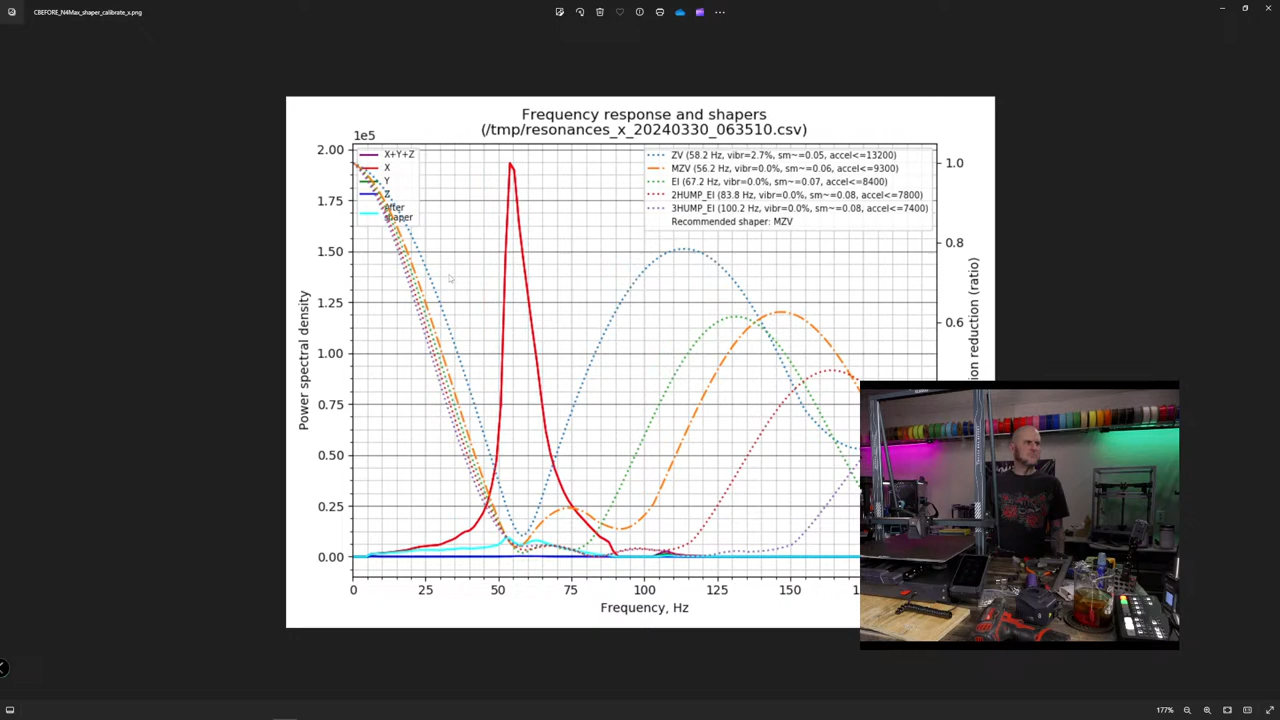 CBEFORE_N4Max_shaper_calibrate_x.png
Frequency response and shapers
(/tmp/resonances_x_20240330_063510.csv)
1e5
X+Y+Z
X
Y
Z
After
shaper
ZV (58.2 Hz, vibr=2.7%, sm~=0.05, accel<=13200)
MZV (56.2 Hz, vibr=0.0%, sm~=0.06, accel<=9300)
EI (67.2 Hz, vibr=0.0%, sm~=0.07, accel<=8400)
2HUMP_EI (83.8 Hz, vibr=0.0%, sm~=0.08, accel<=7800)
3HUMP_EI (100.2 Hz, vibr=0.0%, sm~=0.08, accel<=7400)
Recommended shaper: MZV
2.00
1.75
1.50
1.25
1.00
0.75
0.50
0.25
0.00
Power spectral density
1.0
0.8
0.6
ion reduction (ratio)
0
25
50
75
100
125
150
Frequency, Hz
177%